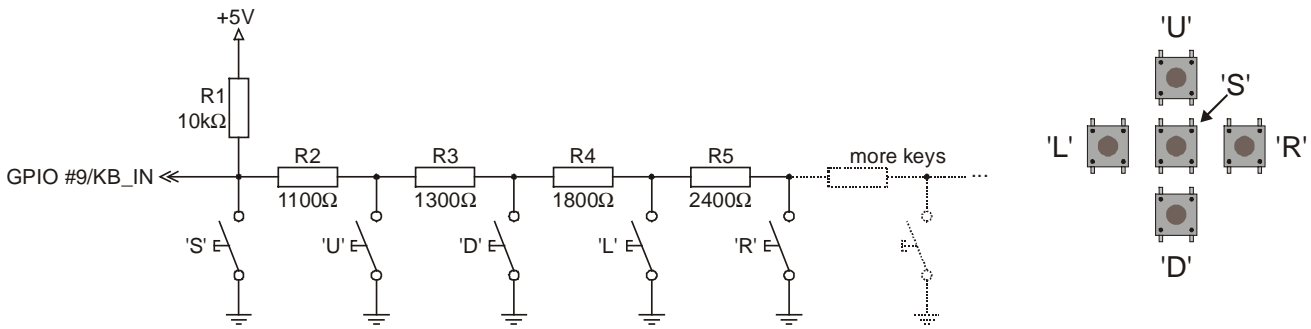 +5V
R1
10kΩ
GPIO #9/KB_IN
R2
1100Ω
R3
1300Ω
R4
1800Ω
R5
2400Ω
more keys
...
'S'
'U'
'D'
'L'
'R'
'U'
'S'
'L'
'R'
'D'